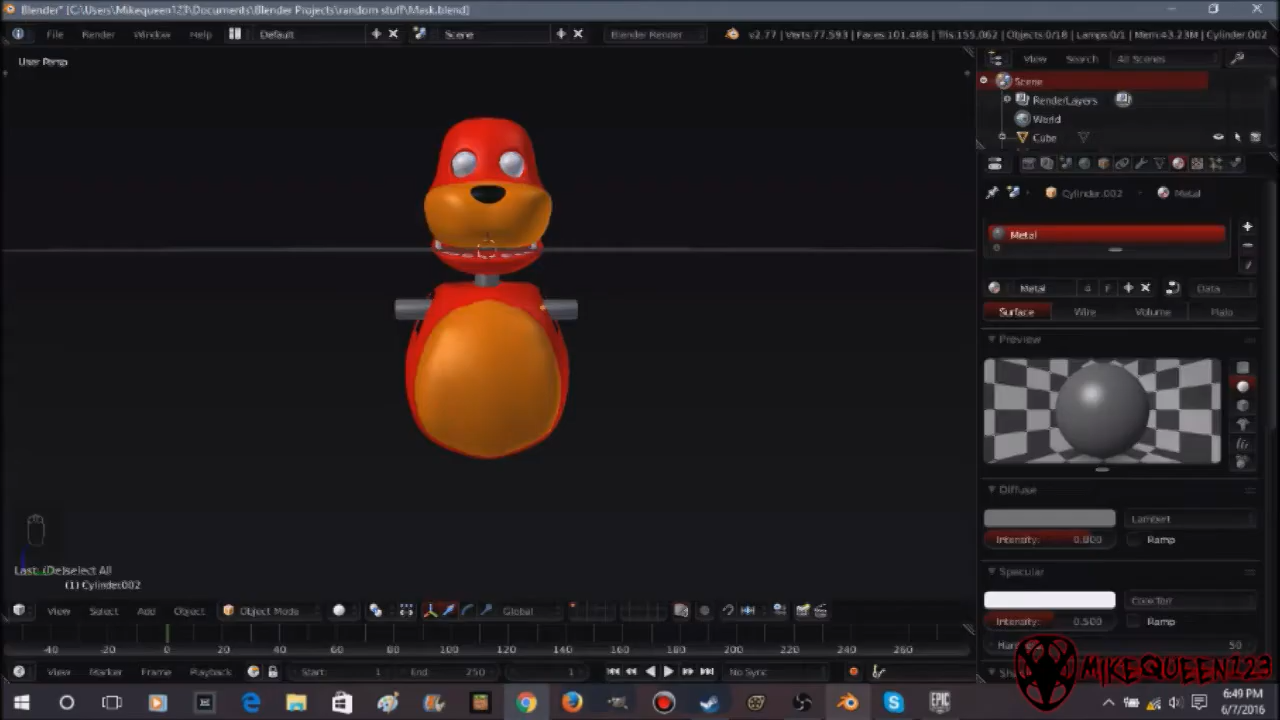 Blender* [C:\Users\Mikequeen123\Documents\Blender Projects\random stuff\Mask.blend]
File Render Window Help Default Scene Blender Render v2.77 | Verts:77,593 | Faces:101,486 | Tris:155,062 | Objects:0/18 | Lamps:0/1 | Mem:43.23M | Cylinder.002
User Persp
View Search All Scenes
Scene
RenderLayers
World
Cube
Cylinder.002 Metal
Metal
Metal 4 F Data
Surface Wire Volume Halo
Preview
Diffuse
Lambert
Intensity: 0.800 Ramp
Specular
CookTorr
Intensity: 0.500 Ramp
50
Last: (De)select All
(1) Cylinder.002
View Select Add Object Object Mode Global
-40 -20 0 20 40 60 80 100 120 140 160 180 200 220 240 260
View Marker Frame Playback Start: 1 End: 250 1 No Sync
MIKEQUEEN123
EPIC
6:49 PM
6/7/2016